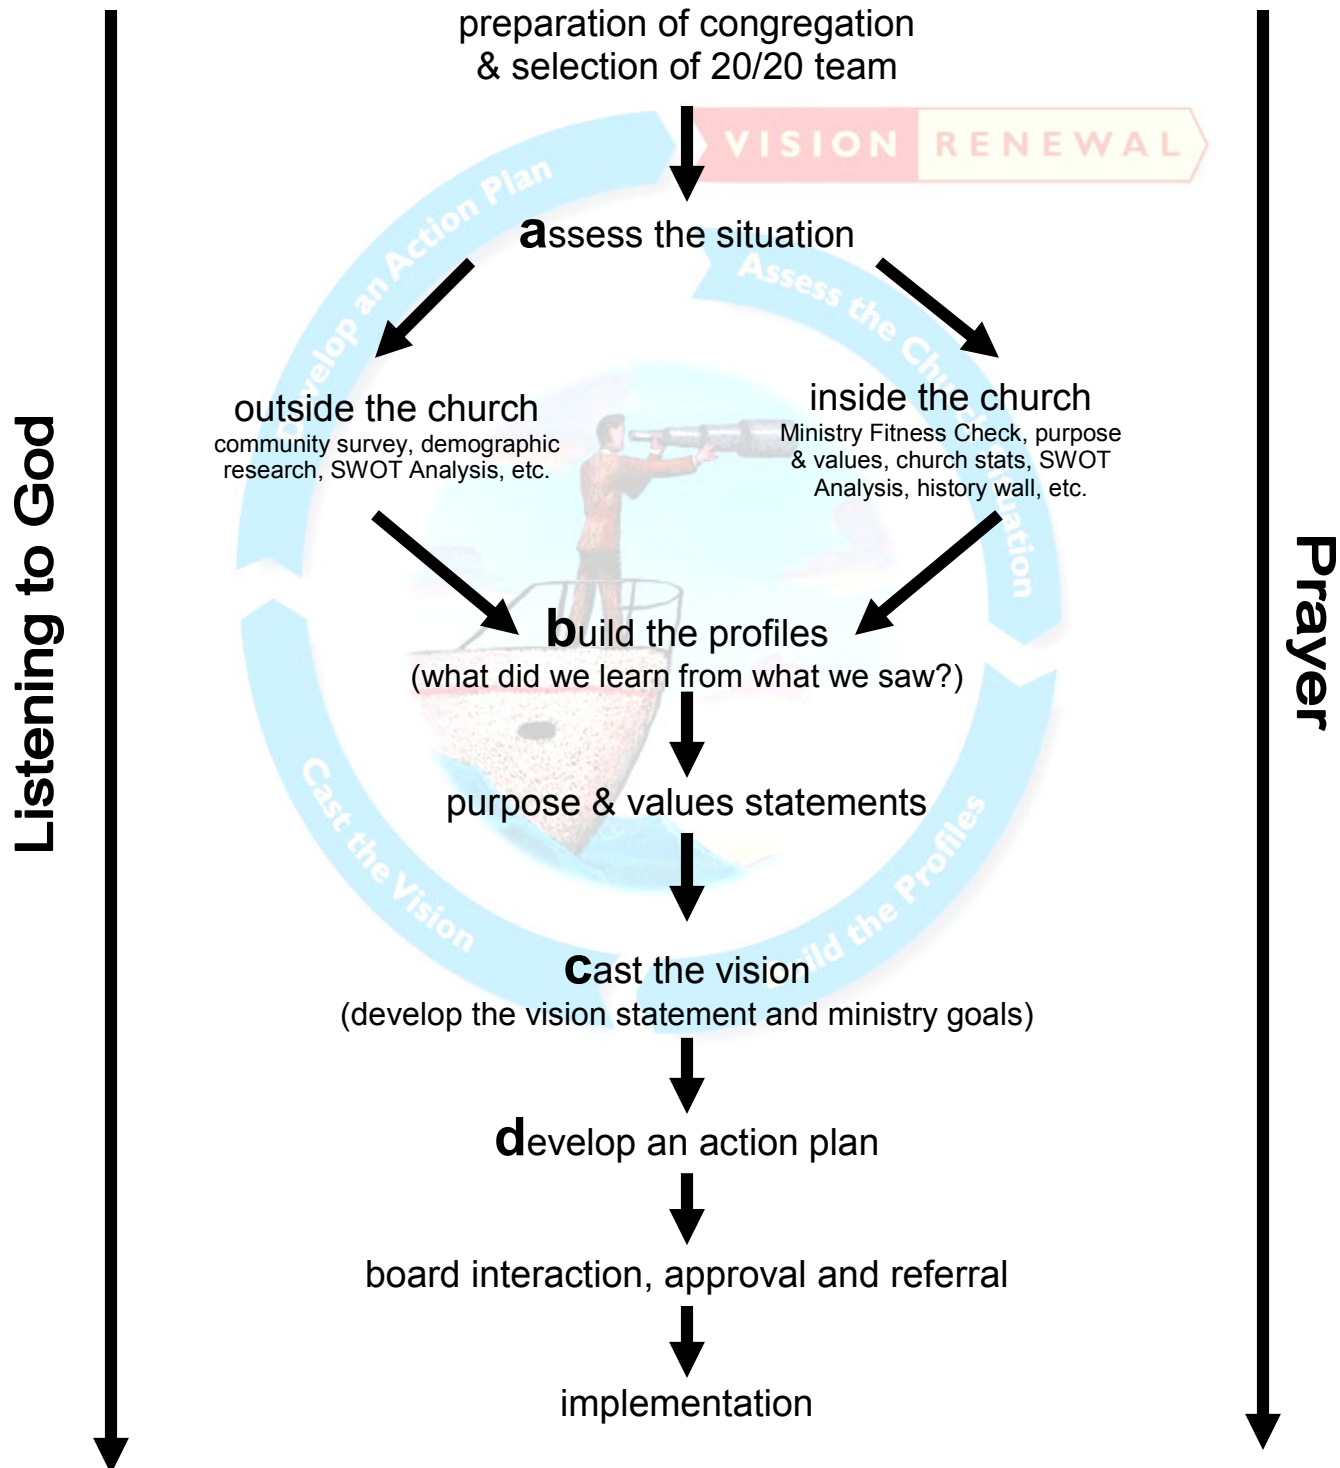 preparation of congregation
& selection of 20/20 team
VISION RENEWAL
assess the situation
outside the church
community survey, demographic
research, SWOT Analysis, etc.
inside the church
Ministry Fitness Check, purpose
& values, church stats, SWOT
Analysis, history wall, etc.
build the profiles
(what did we learn from what we saw?)
purpose & values statements
cast the vision
(develop the vision statement and ministry goals)
develop an action plan
board interaction, approval and referral
implementation
Listening to God
Prayer
Assess the Church Situation
Build the Profiles
Cast the Vision
Develop an Action Plan